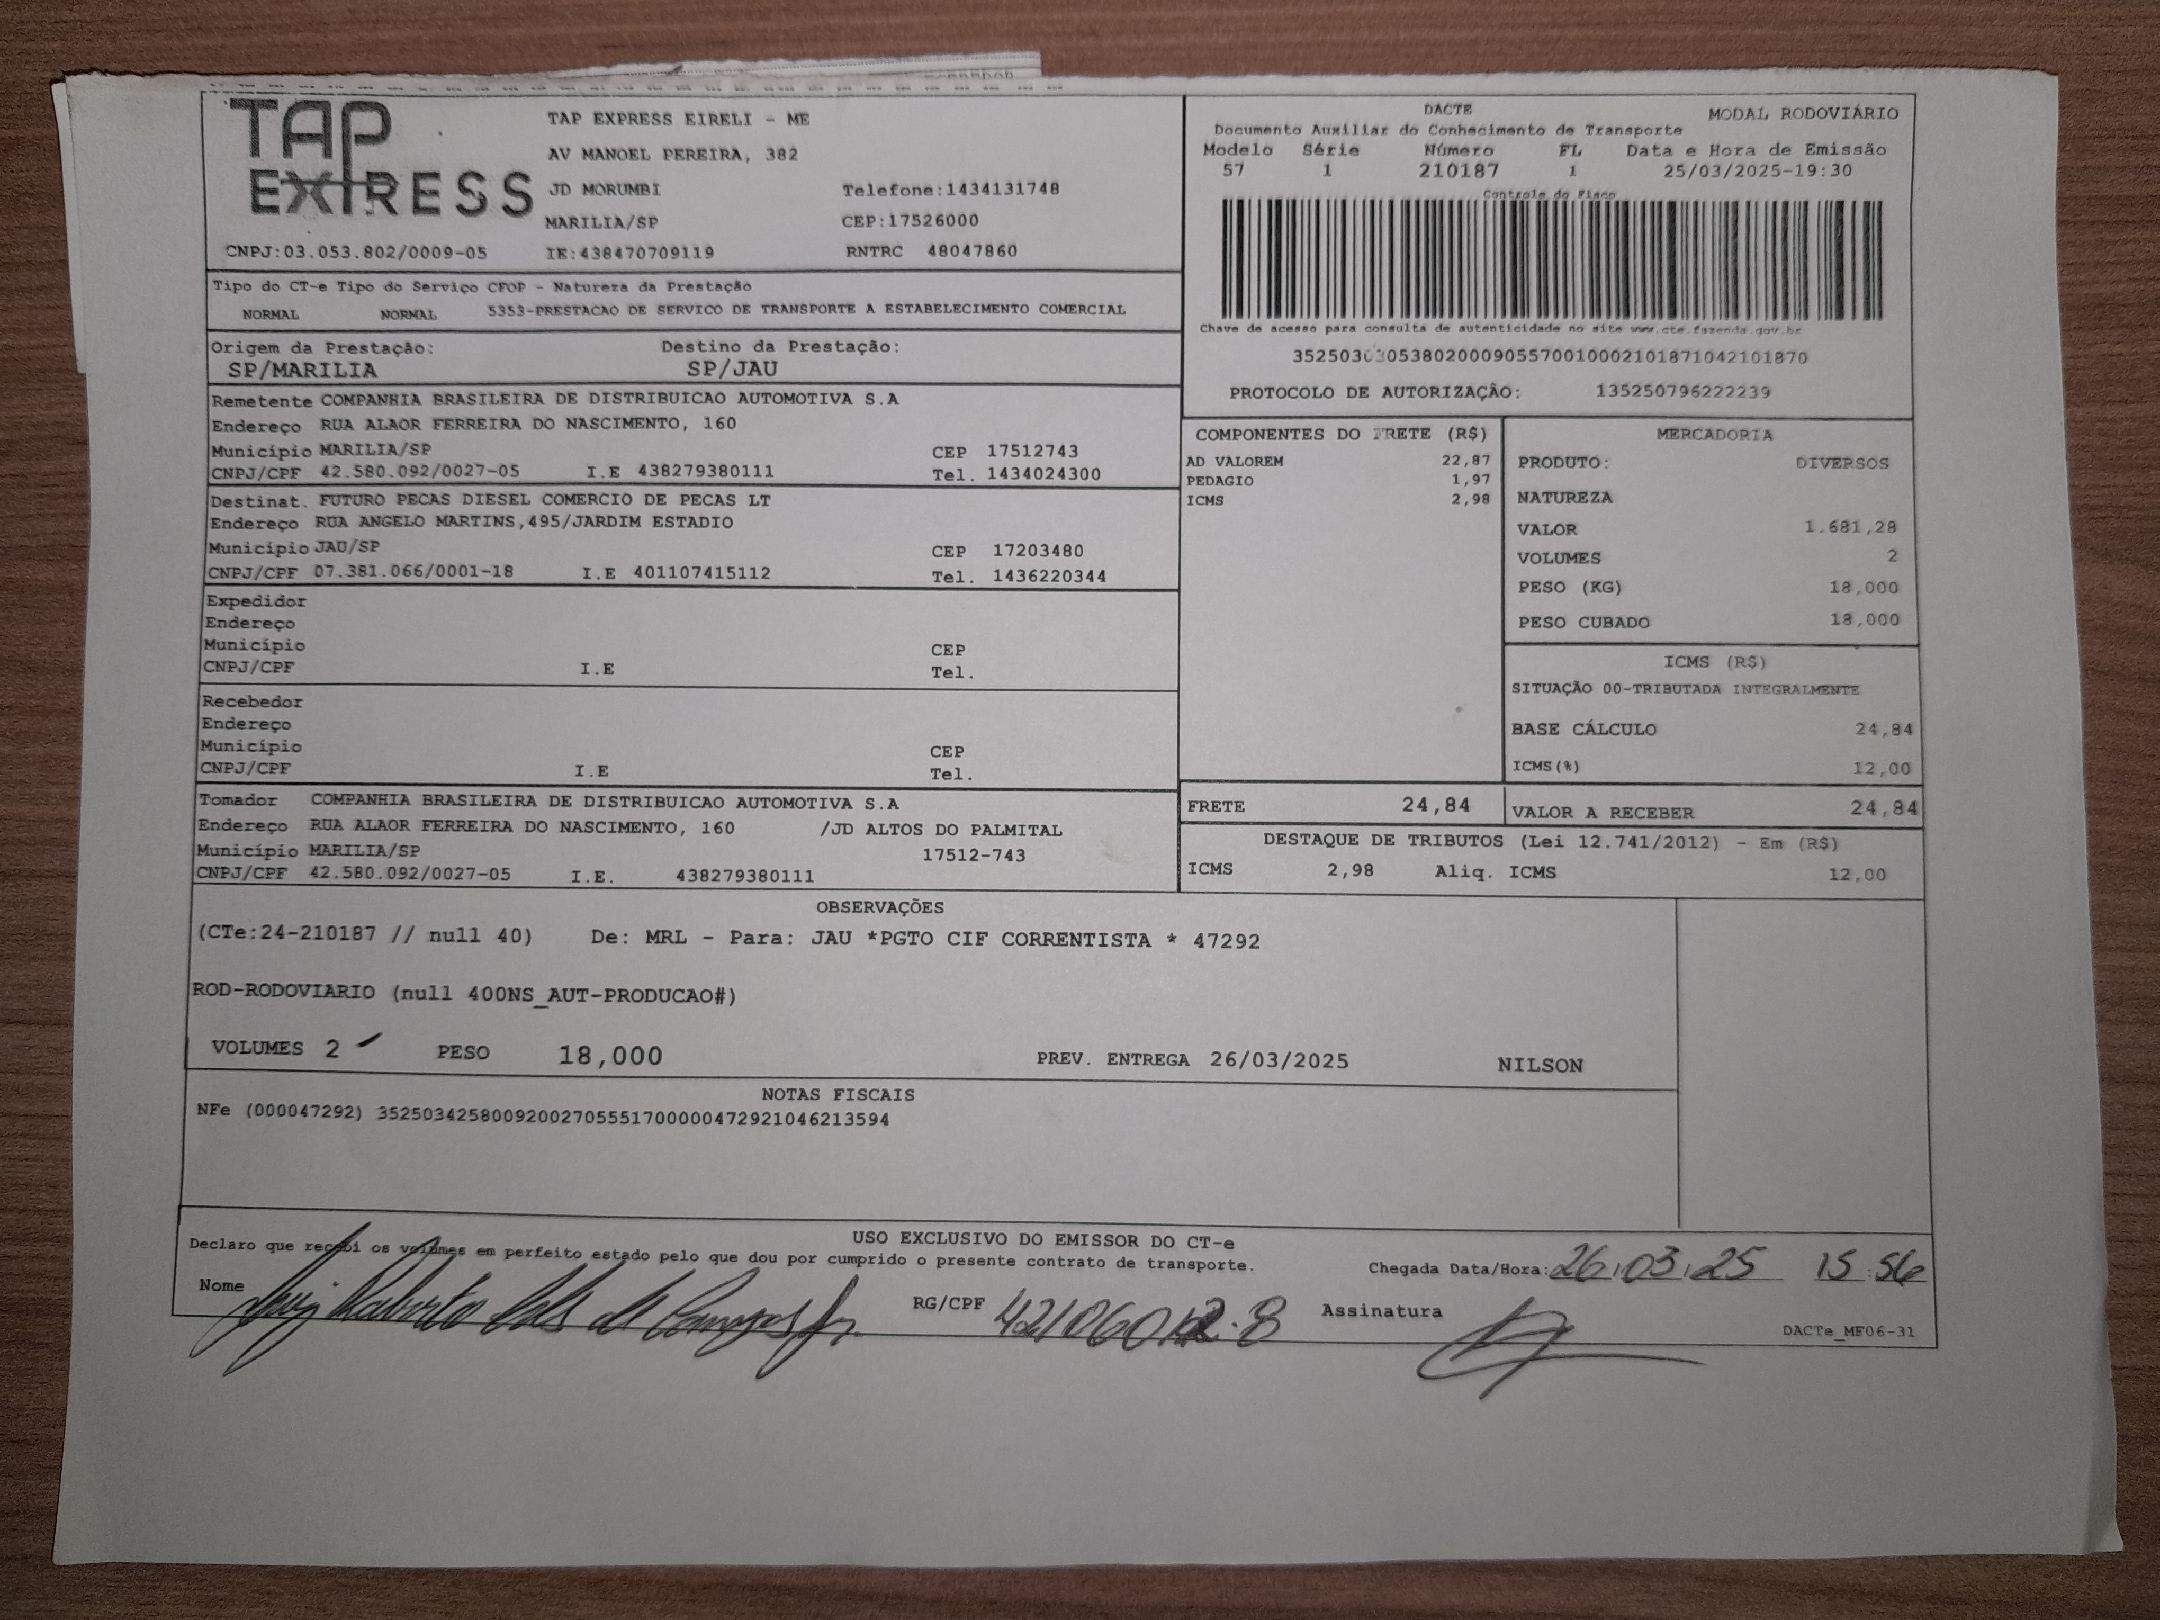 TAP EXPRESS
TAP EXPRESS EIRELI - ME
AV MANOEL PEREIRA, 382
JD MORUMBI Telefone:1434131748
MARILIA/SP CEP:17526000
CNPJ:03.053.802/0009-05 IE:438470709119 RNTRC 48047860
DACTE MODAL RODOVIÁRIO
Documento Auxiliar do Conhecimento de Transporte
Modelo Série Número FL Data e Hora de Emissão
57 1 210187 1 25/03/2025-19:30
Controle do Fisco
Chave de acesso para consulta de autenticidade no site www.cte.fazenda.gov.br
PROTOCOLO DE AUTORIZAÇÃO: 135250796222239
Tipo do CT-e Tipo do Serviço CFOP - Natureza da Prestação
NORMAL NORMAL 5353-PRESTACAO DE SERVICO DE TRANSPORTE A ESTABELECIMENTO COMERCIAL
Origem da Prestação: Destino da Prestação:
SP/MARILIA SP/JAU
Remetente COMPANHIA BRASILEIRA DE DISTRIBUICAO AUTOMOTIVA S.A
Endereço RUA ALAOR FERREIRA DO NASCIMENTO, 160
Município MARILIA/SP CEP 17512743
CNPJ/CPF 42.580.092/0027-05 I.E 438279380111 Tel. 1434024300
Destinat. FUTURO PECAS DIESEL COMERCIO DE PECAS LT
Endereço RUA ANGELO MARTINS,495/JARDIM ESTADIO
Município JAU/SP CEP 17203480
CNPJ/CPF 07.381.066/0001-18 I.E 401107415112 Tel. 1436220344
Expedidor
Endereço
Município CEP
CNPJ/CPF I.E Tel.
Recebedor
Endereço
Município CEP
CNPJ/CPF I.E Tel.
Tomador COMPANHIA BRASILEIRA DE DISTRIBUICAO AUTOMOTIVA S.A
Endereço RUA ALAOR FERREIRA DO NASCIMENTO, 160 /JD ALTOS DO PALMITAL
Município MARILIA/SP 17512-743
CNPJ/CPF 42.580.092/0027-05 I.E. 438279380111
COMPONENTES DO FRETE (R$)
AD VALOREM 22,87
PEDAGIO 1,97
ICMS 2,98
MERCADORIA
PRODUTO: DIVERSOS
NATUREZA
VALOR 1.681,28
VOLUMES 2
PESO (KG) 18,000
PESO CUBADO 18,000
ICMS (R$)
SITUAÇÃO 00-TRIBUTADA INTEGRALMENTE
BASE CÁLCULO 24,84
ICMS(%) 12,00
FRETE 24,84 VALOR A RECEBER 24,84
DESTAQUE DE TRIBUTOS (Lei 12.741/2012) - Em (R$)
ICMS 2,98 Aliq. ICMS 12,00
OBSERVAÇÕES
(CTe:24-210187 // null 40) De: MRL - Para: JAU *PGTO CIF CORRENTISTA * 47292
ROD-RODOVIARIO (null 400NS_AUT-PRODUCAO#)
VOLUMES 2 PESO 18,000 PREV. ENTREGA 26/03/2025 NILSON
NOTAS FISCAIS
NFe (000047292) 35250342580092002705551700000472921046213594
USO EXCLUSIVO DO EMISSOR DO CT-e
Declaro que recebi os volumes em perfeito estado pelo que dou por cumprido o presente contrato de transporte.
Chegada Data/Hora: 26.03.25 15:56
Nome RG/CPF Assinatura
DACTe_MF06-31